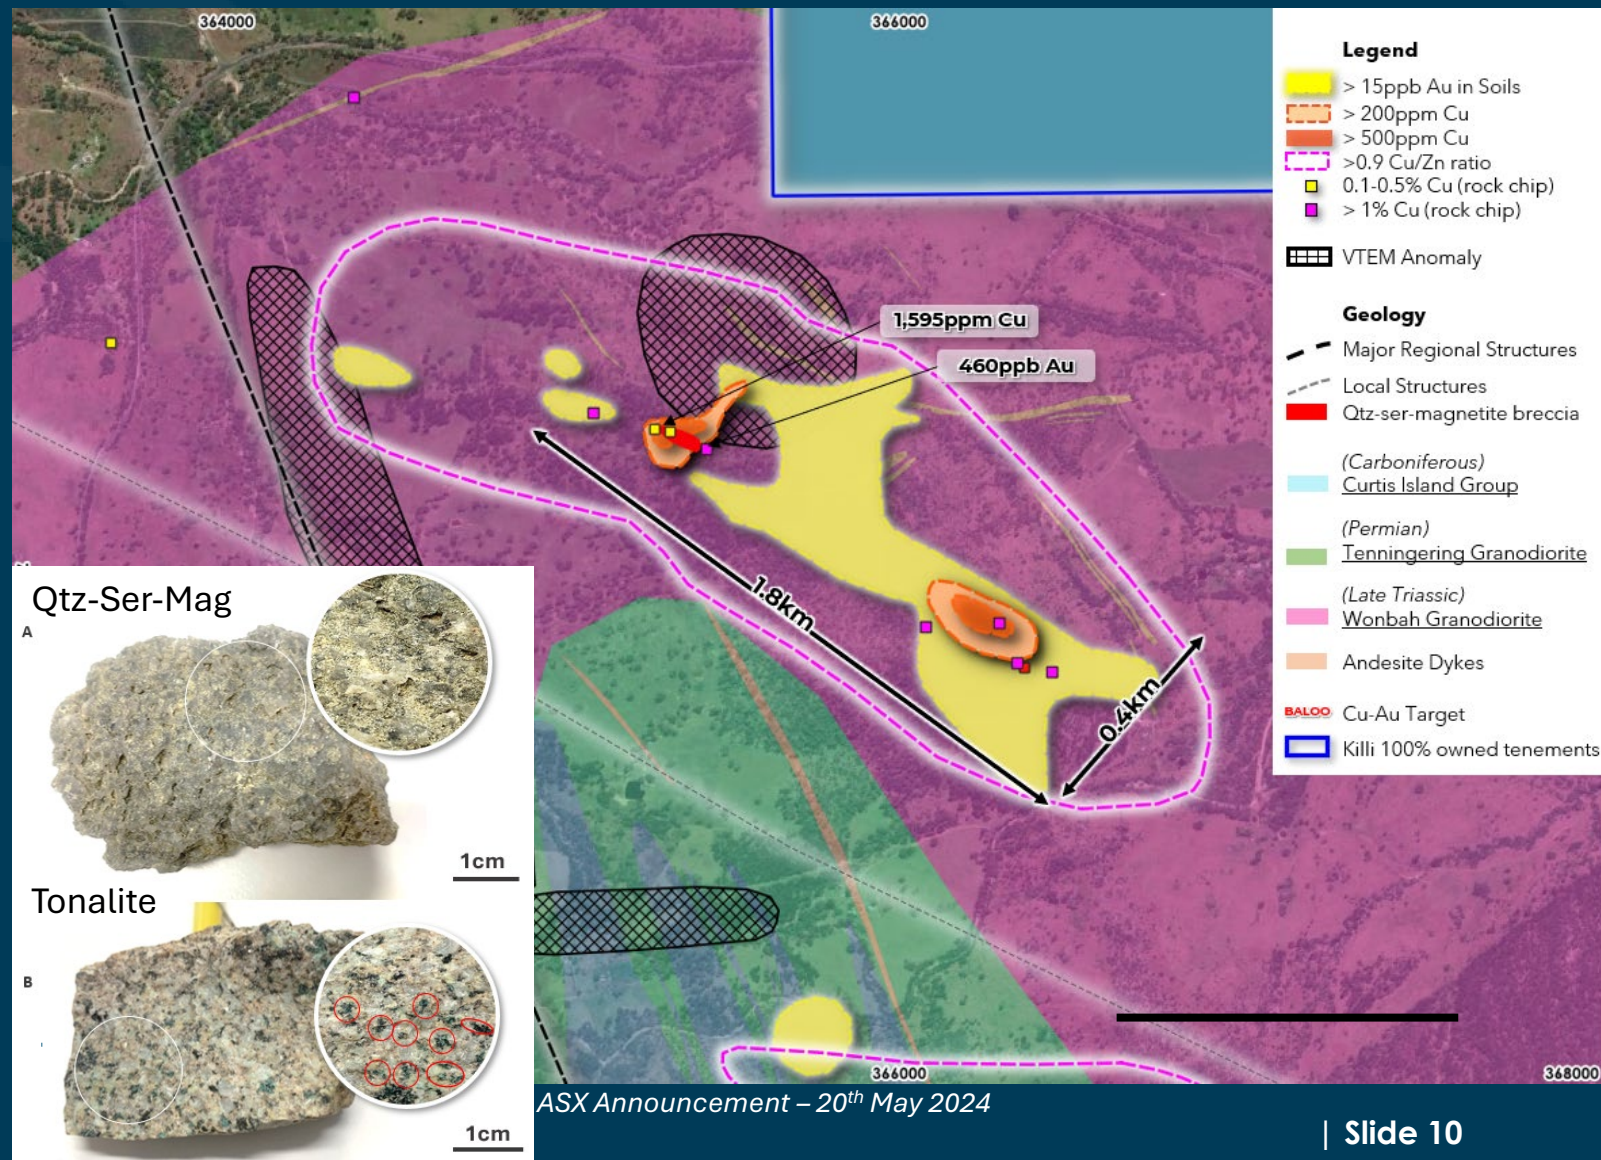 364000
366000
Legend
> 15ppb Au in Soils
> 200ppm Cu
> 500ppm Cu
>0.9 Cu/Zn ratio
0.1-0.5% Cu (rock chip)
> 1% Cu (rock chip)
VTEM Anomaly
Geology
Major Regional Structures
Local Structures
Qtz-ser-magnetite breccia
(Carboniferous)
Curtis Island Group
(Permian)
Tenningering Granodiorite
(Late Triassic)
Wonbah Granodiorite
Andesite Dykes
BALOO Cu-Au Target
Killi 100% owned tenements
1,595ppm Cu
460ppb Au
1.8km
0.4km
Qtz-Ser-Mag
A
1cm
Tonalite
B
1cm
366000
368000
ASX Announcement – 20th May 2024
| Slide 10